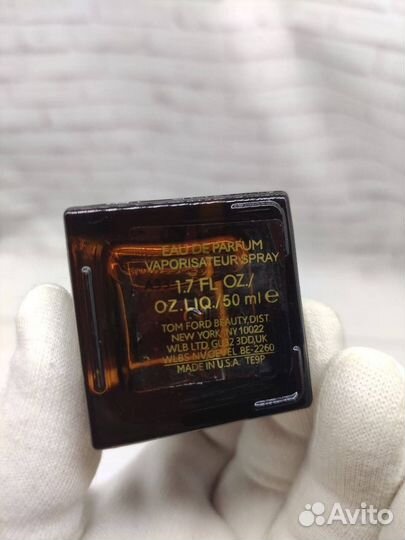 EAU DE PARFUM
VAPORISATEUR SPRAY
1.7 FL OZ./
OZ.LIQ./50 ml ℮
TOM FORD BEAUTY, DIST
NEW YORK, NY 10022
WLB LTD. GU32 3DD, UK
WLBS-NV OEVEL BE-2260
MADE IN U.S.A. TE9P
Avito